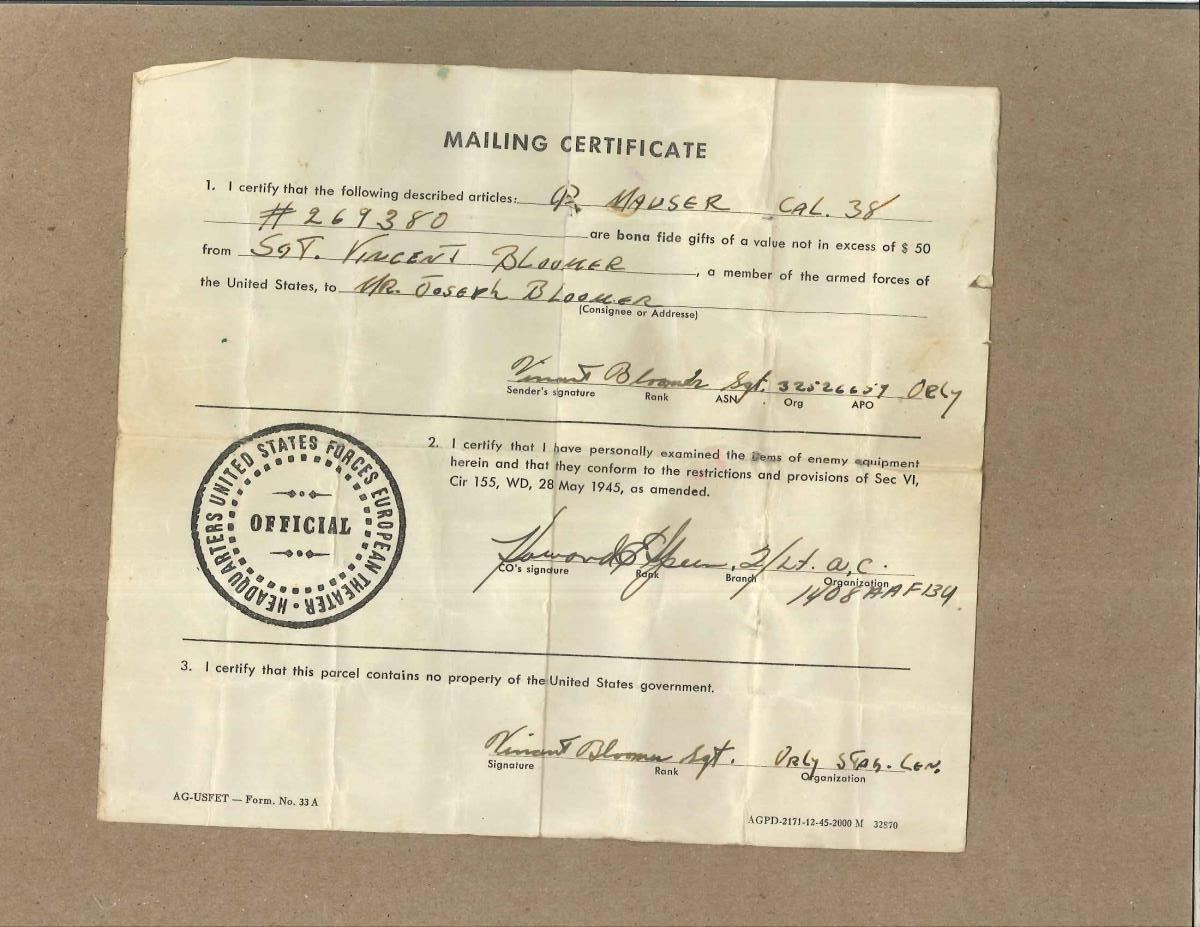 MAILING CERTIFICATE
1. I certify that the following described articles: MAUSER CAL. 38
#269380 are bona fide gifts of a value not in excess of $ 50
from SGT. VINCENT BLOOMER, a member of the armed forces of
the United States, to MR. JOSEPH BLOOMER
(Consignee or Addresse)
Vincent Bloomer Sgt. 32526657 ORLY
Sender's signature Rank ASN Org APO
2. I certify that I have personally examined the items of enemy equipment
herein and that they conform to the restrictions and provisions of Sec VI,
Cir 155, WD, 28 May 1945, as amended.
HEADQUARTERS UNITED STATES FORCES EUROPEAN THEATER
OFFICIAL
Howard 2/Lt. a.c.
CO's signature Rank Branch Organization
1408 AAF BU
3. I certify that this parcel contains no property of the United States government.
Vincent Bloomer Sgt. ORLY STAG. CEN.
Signature Rank Organization
AG-USFET — Form. No. 33 A
AGPD-2171-12-45-2000 M 32870